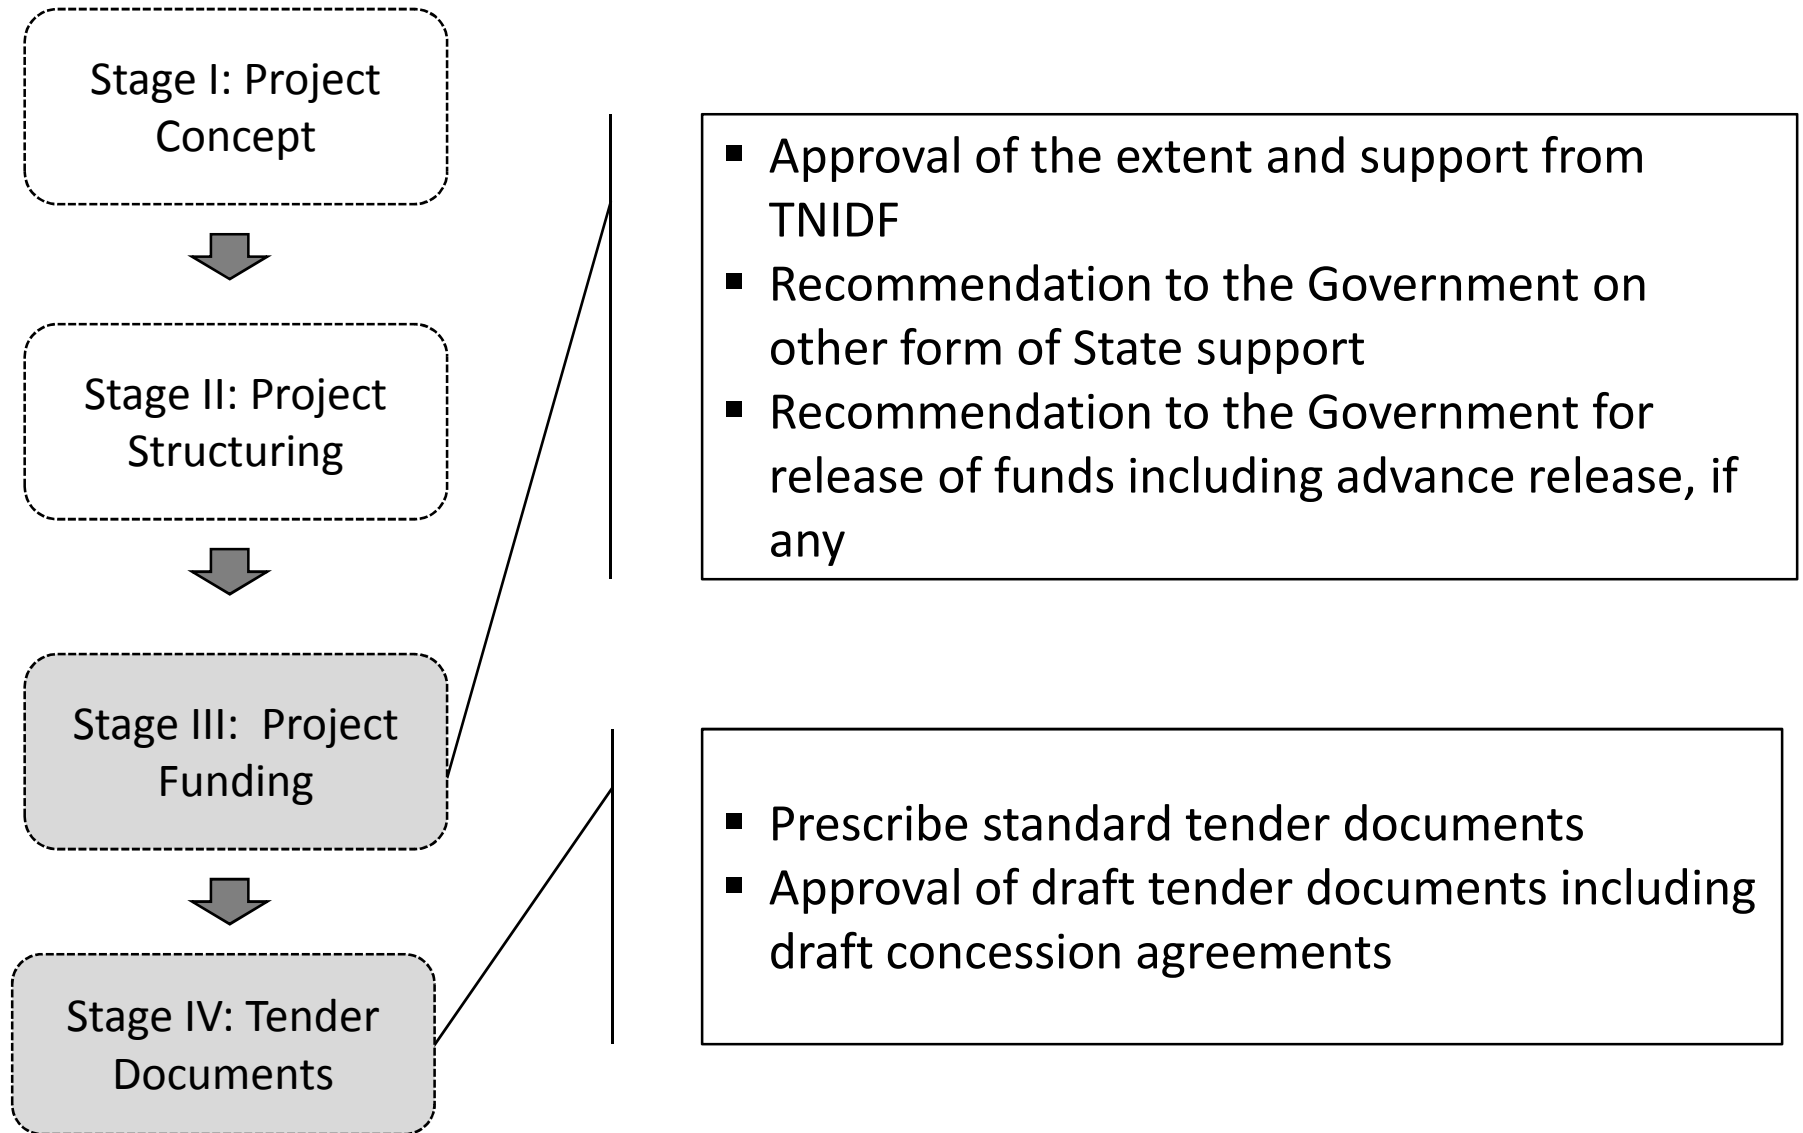 Stage I: Project
Concept
Stage II: Project
Structuring
Stage III:  Project
Funding
Stage IV: Tender
Documents
▪ Approval of the extent and support from
TNIDF
▪ Recommendation to the Government on
other form of State support
▪ Recommendation to the Government for
release of funds including advance release, if
any
▪ Prescribe standard tender documents
▪ Approval of draft tender documents including
draft concession agreements